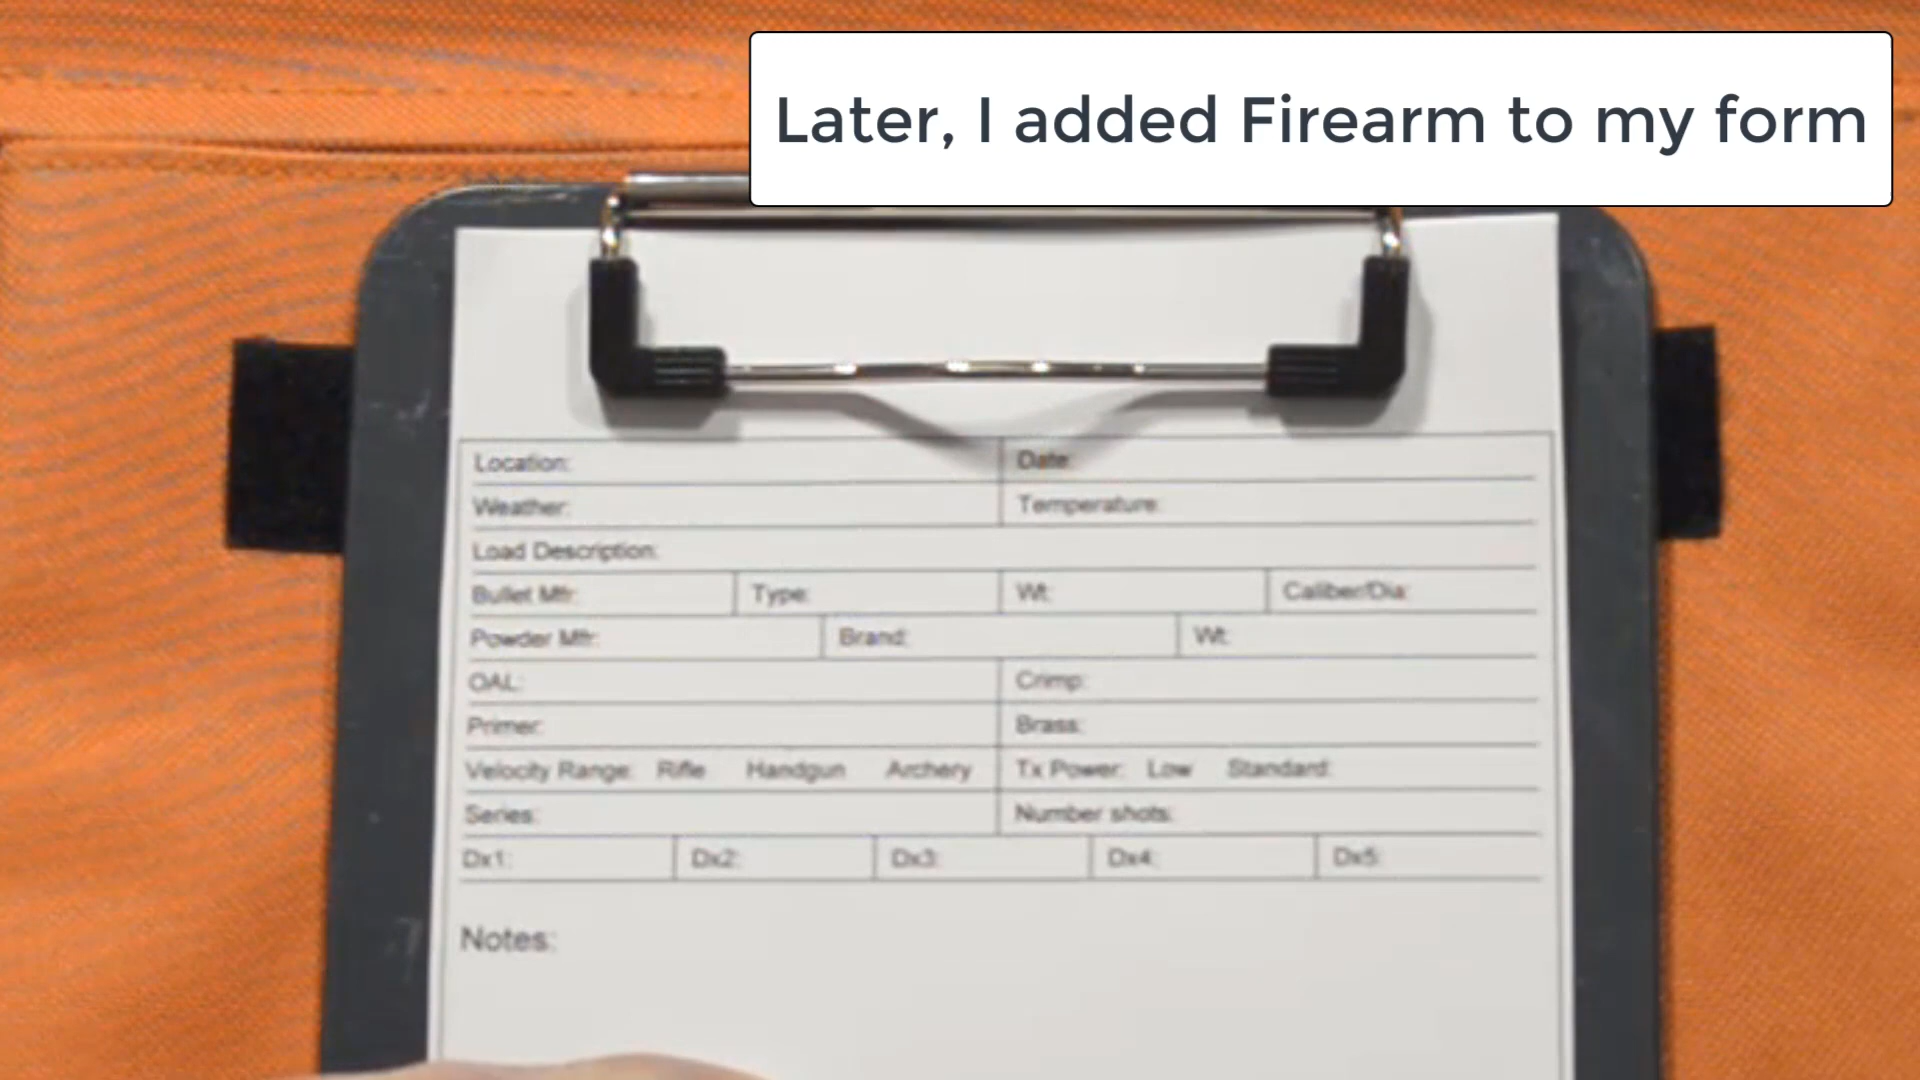 Later, I added Firearm to my form
Location: Date:
Weather: Temperature:
Load Description:
Bullet Mfr: Type: Wt: Caliber/Dia:
Powder Mfr: Brand: Wt:
OAL: Crimp:
Primer: Brass:
Velocity Range: Rifle Handgun Archery Tx Power: Low Standard:
Series: Number shots:
Dx1: Dx2: Dx3: Dx4: Dx5:
Notes: